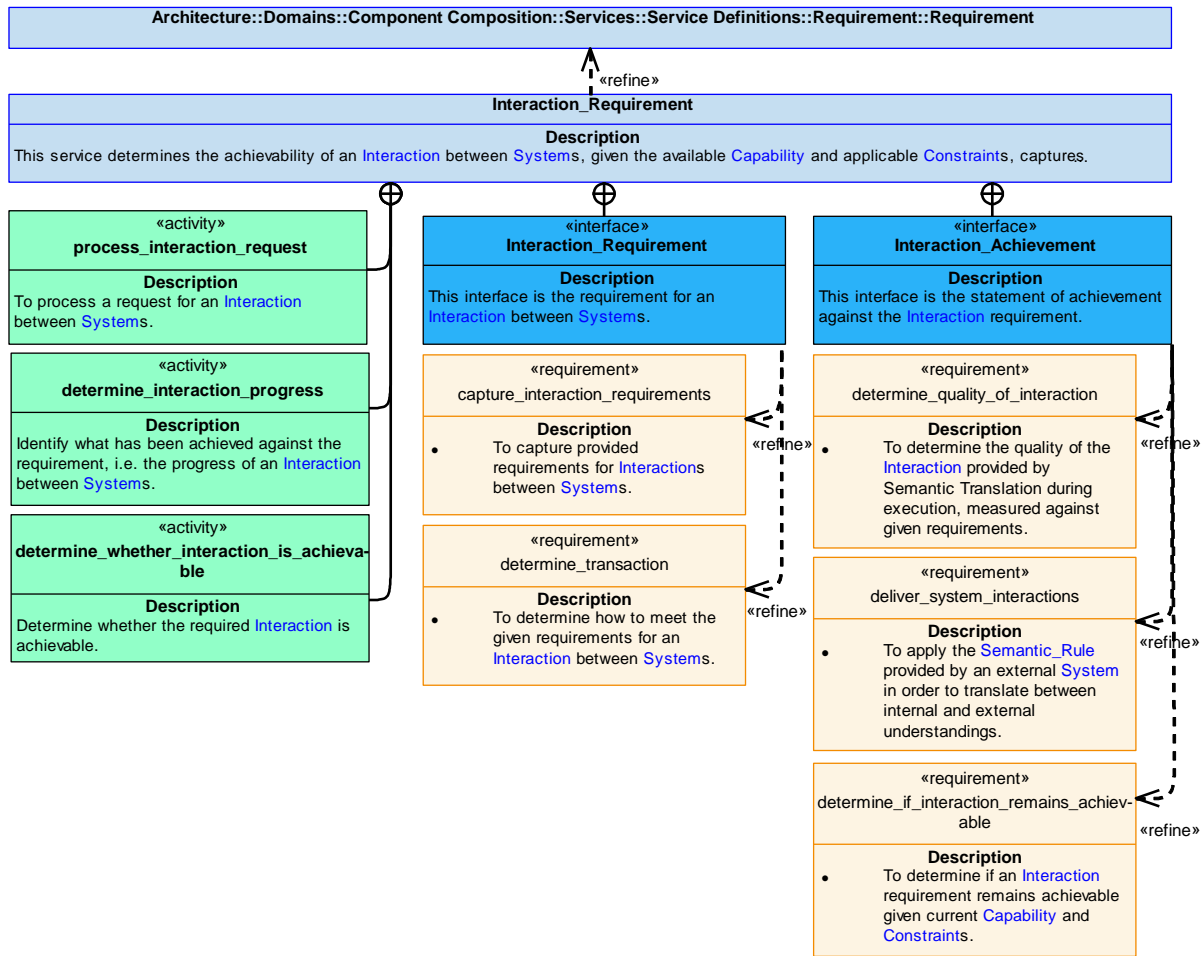 Architecture::Domains::Component Composition::Services::Service Definitions::Requirement::Requirement
«refine»
Interaction_Requirement
Description
This service determines the achievability of an Interaction between Systems, given the available Capability and applicable Constraints, captures.
«activity»
process_interaction_request
Description
To process a request for an Interaction
between Systems.
«activity»
determine_interaction_progress
Description
Identify what has been achieved against the
requirement, i.e. the progress of an Interaction
between Systems.
«activity»
determine_whether_interaction_is_achieva-
ble
Description
Determine whether the required Interaction is
achievable.
«interface»
Interaction_Requirement
Description
This interface is the requirement for an
Interaction between Systems.
«requirement»
capture_interaction_requirements
Description
• To capture provided
requirements for Interactions
between Systems.
«refine»
«requirement»
determine_transaction
Description
• To determine how to meet the
given requirements for an
Interaction between Systems.
«refine»
«interface»
Interaction_Achievement
Description
This interface is the statement of achievement
against the Interaction requirement.
«requirement»
determine_quality_of_interaction
Description
• To determine the quality of the
Interaction provided by
Semantic Translation during
execution, measured against
given requirements.
«refine»
«requirement»
deliver_system_interactions
Description
• To apply the Semantic_Rule
provided by an external System
in order to translate between
internal and external
understandings.
«refine»
«requirement»
determine_if_interaction_remains_achiev-
able
Description
• To determine if an Interaction
requirement remains achievable
given current Capability and
Constraints.
«refine»